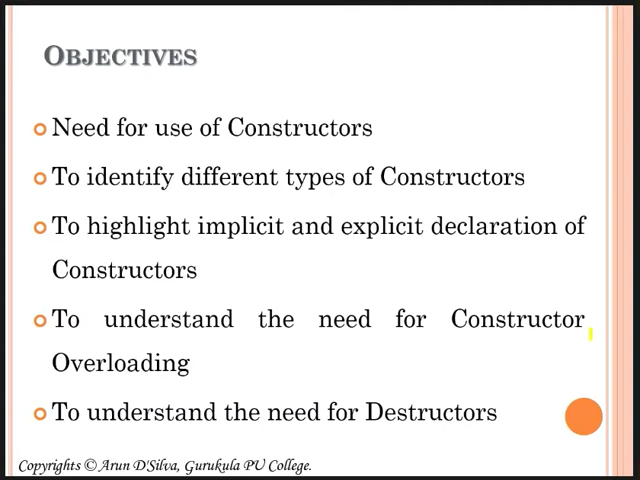 OBJECTIVES
Need for use of Constructors
To identify different types of Constructors
To highlight implicit and explicit declaration of
Constructors
To understand the need for Constructor
Overloading
To understand the need for Destructors
Copyrights © Arun D'Silva, Gurukula PU College.